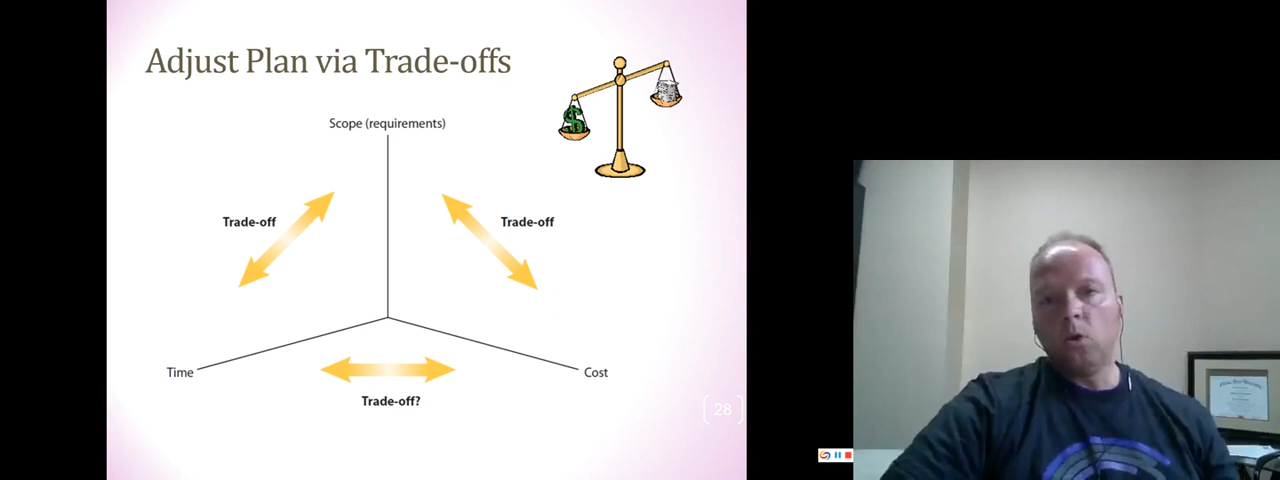 Adjust Plan via Trade-offs
Scope (requirements)
Trade-off
Trade-off
$
Time
Cost
Trade-off?
28